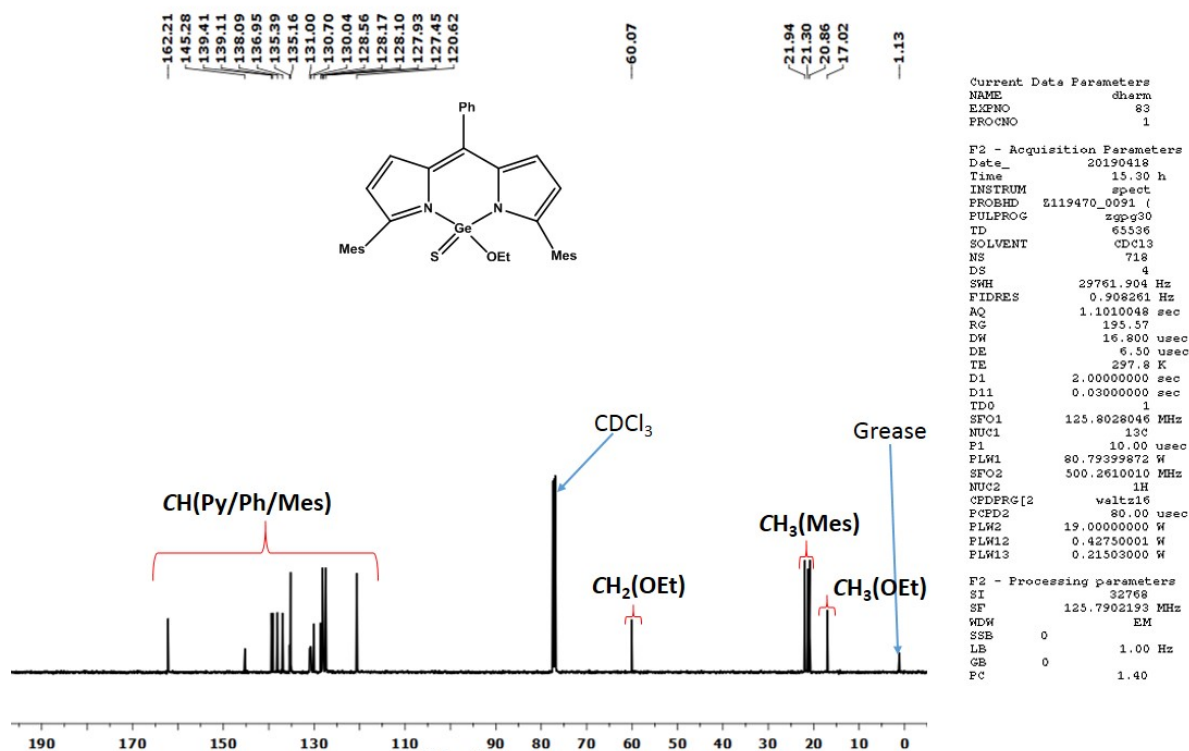 162.21
145.28
139.41
139.11
138.09
136.95
135.39
135.16
131.00
130.70
130.04
128.56
128.17
128.10
127.93
127.45
120.62
60.07
21.94
21.30
20.86
17.02
1.13
Ph
N N
Ge
Mes S OEt Mes
CDCl3
Grease
CH(Py/Ph/Mes)
CH3(Mes)
CH2(OEt)
CH3(OEt)
190 170 150 130 110 90 80 70 60 50 40 30 20 10 0
Current Data Parameters
NAME dharm
EXPNO 83
PROCNO 1
F2 - Acquisition Parameters
Date_ 20190418
Time 15.30 h
INSTRUM spect
PROBHD Z119470_0091 (
PULPROG zgpg30
TD 65536
SOLVENT CDCl3
NS 718
DS 4
SWH 29761.904 Hz
FIDRES 0.908261 Hz
AQ 1.1010048 sec
RG 195.57
DW 16.800 usec
DE 6.50 usec
TE 297.8 K
D1 2.00000000 sec
D11 0.03000000 sec
TD0 1
SFO1 125.8028046 MHz
NUC1 13C
P1 10.00 usec
PLW1 80.79399872 W
SFO2 500.2610010 MHz
NUC2 1H
CPDPRG[2 waltz16
PCPD2 80.00 usec
PLW2 19.00000000 W
PLW12 0.42750001 W
PLW13 0.21503000 W
F2 - Processing parameters
SI 32768
SF 125.7902193 MHz
WDW EM
SSB 0
LB 1.00 Hz
GB 0
PC 1.40